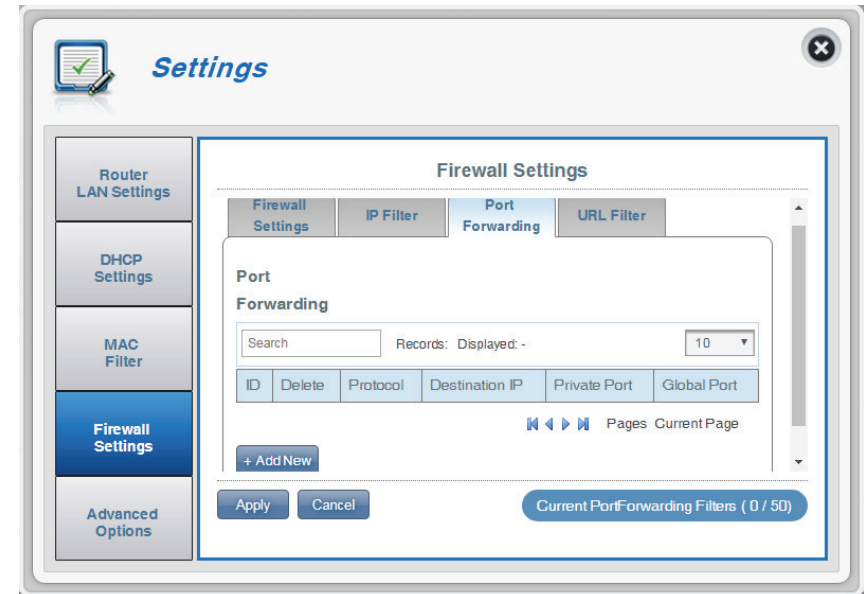 Settings
Router
LAN Settings
DHCP
Settings
MAC
Filter
Firewall
Settings
Advanced
Options
Firewall Settings
Firewall
Settings
IP Filter
Port
Forwarding
URL Filter
Port
Forwarding
Search
Records: Displayed: -
10
ID Delete Protocol Destination IP Private Port Global Port
Pages Current Page
+ Add New
Apply Cancel
Current PortForwarding Filters ( 0 / 50)